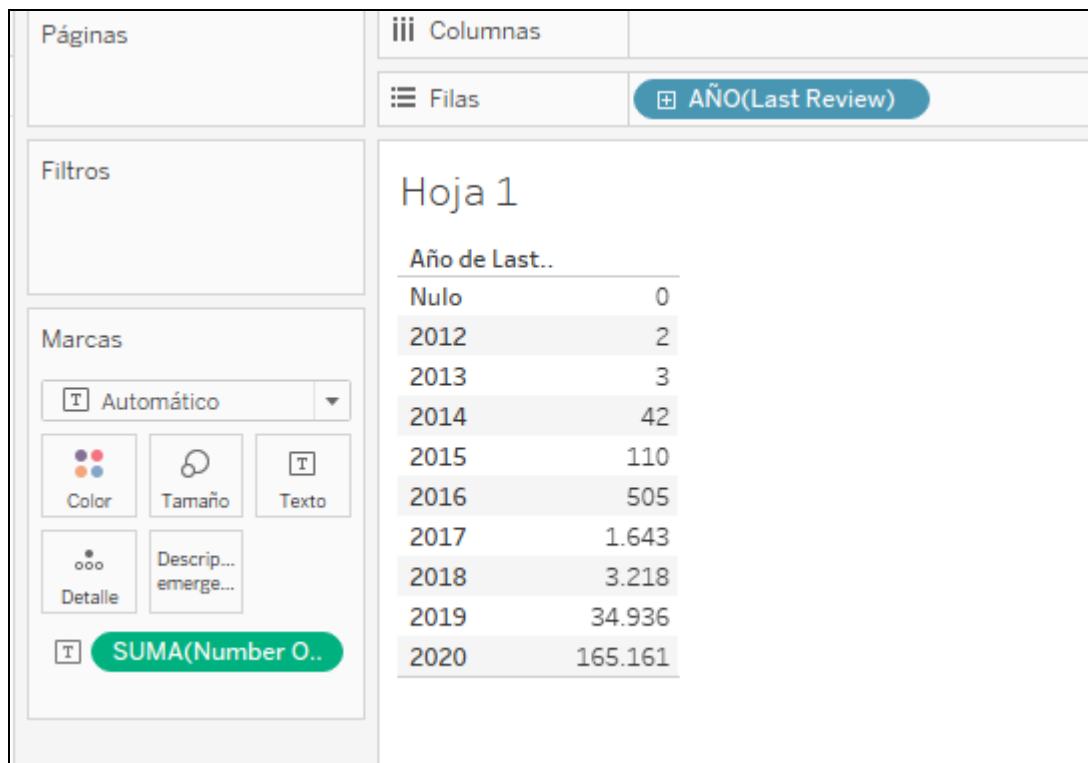 Páginas
Columnas
Filas
AÑO(Last Review)
Filtros
Marcas
Automático
Color
Tamaño
Texto
Detalle
Descrip...
emerge...
SUMA(Number O..
Hoja 1
Año de Last..
Nulo 0
2012 2
2013 3
2014 42
2015 110
2016 505
2017 1.643
2018 3.218
2019 34.936
2020 165.161